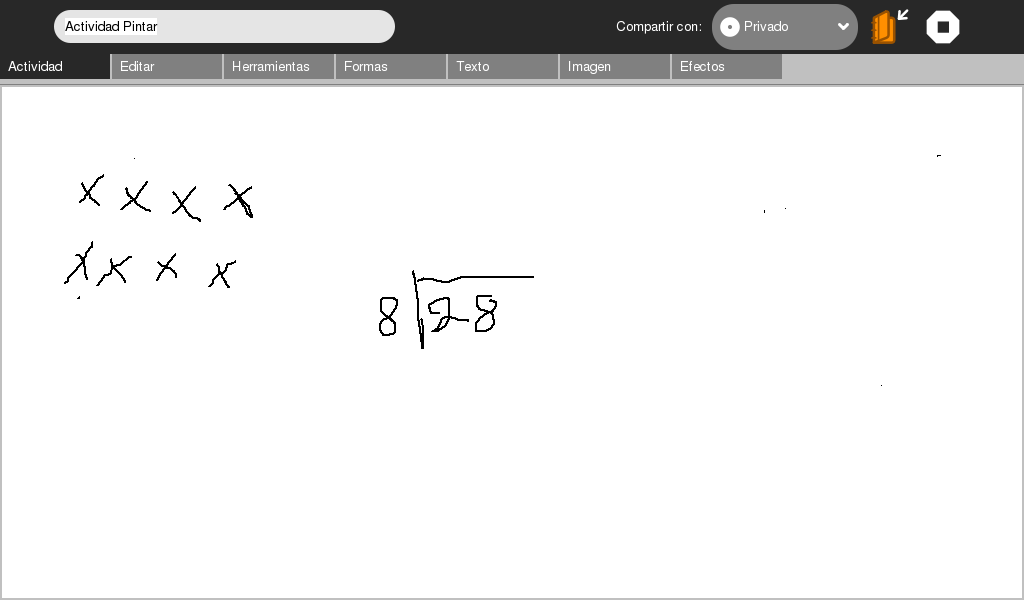 Actividad Pintar Compartir con: Privado
Actividad Editar Herramientas Formas Texto Imagen Efectos
x x x x
x x x x
8 28